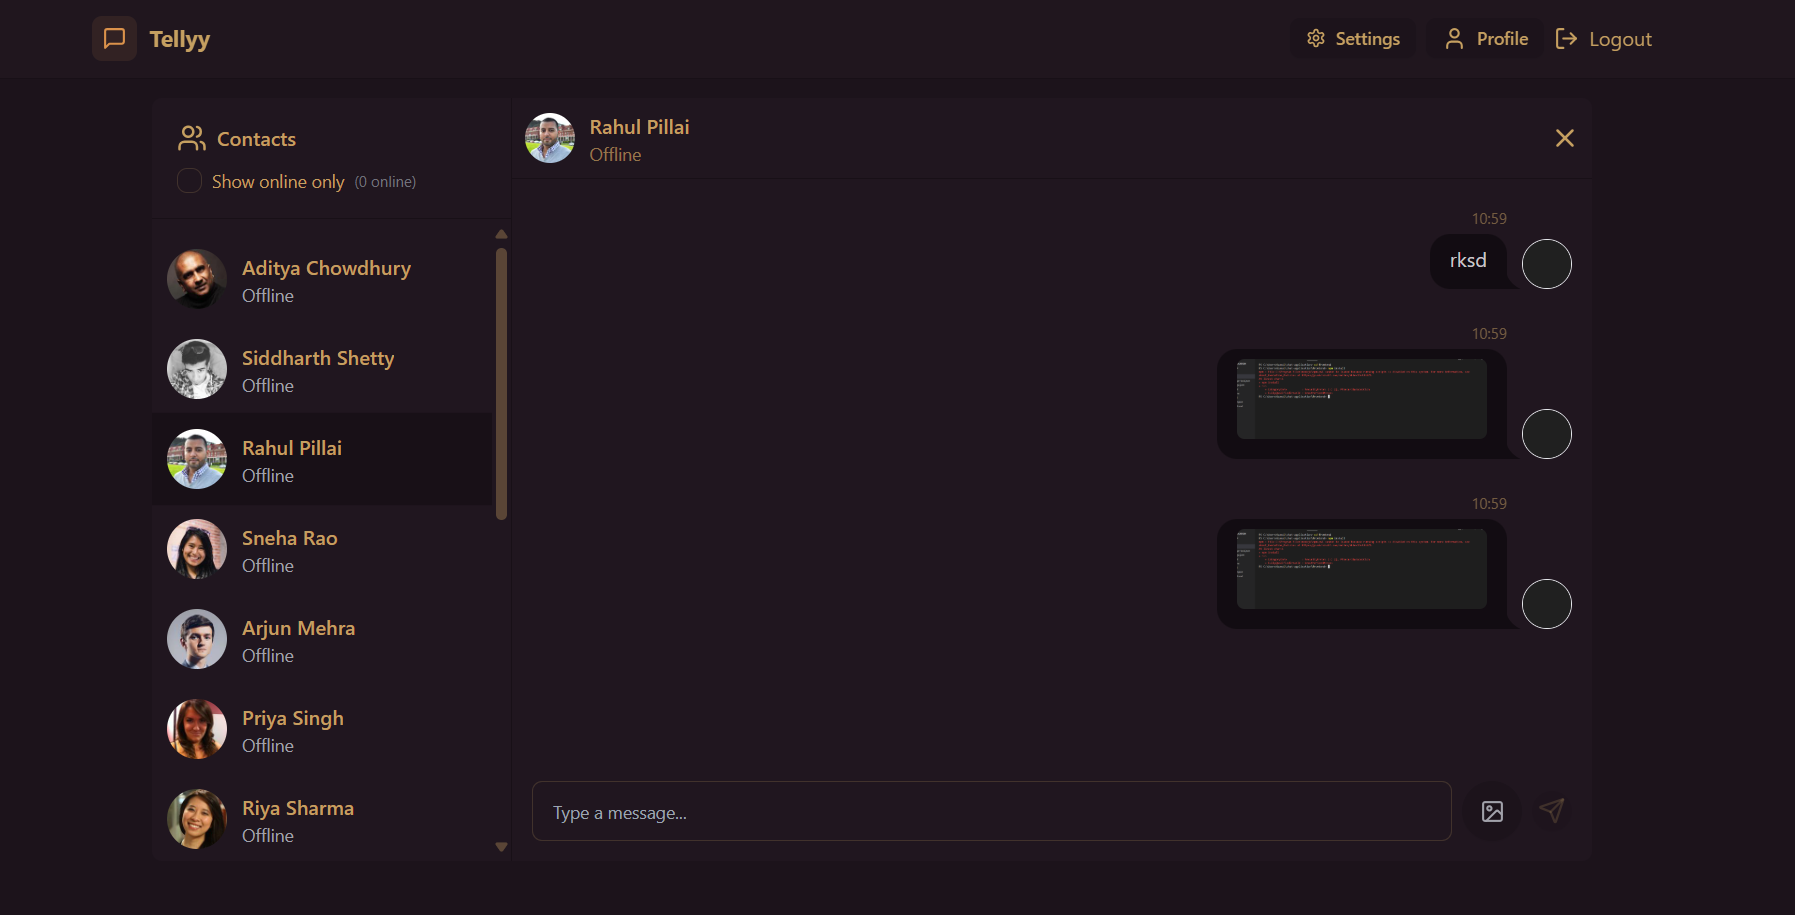 Tellyy
Settings
Profile
Logout
Contacts
Show online only (0 online)
Aditya Chowdhury
Offline
Siddharth Shetty
Offline
Rahul Pillai
Offline
Sneha Rao
Offline
Arjun Mehra
Offline
Priya Singh
Offline
Riya Sharma
Offline
Rahul Pillai
Offline
10:59
rksd
10:59
10:59
Type a message...